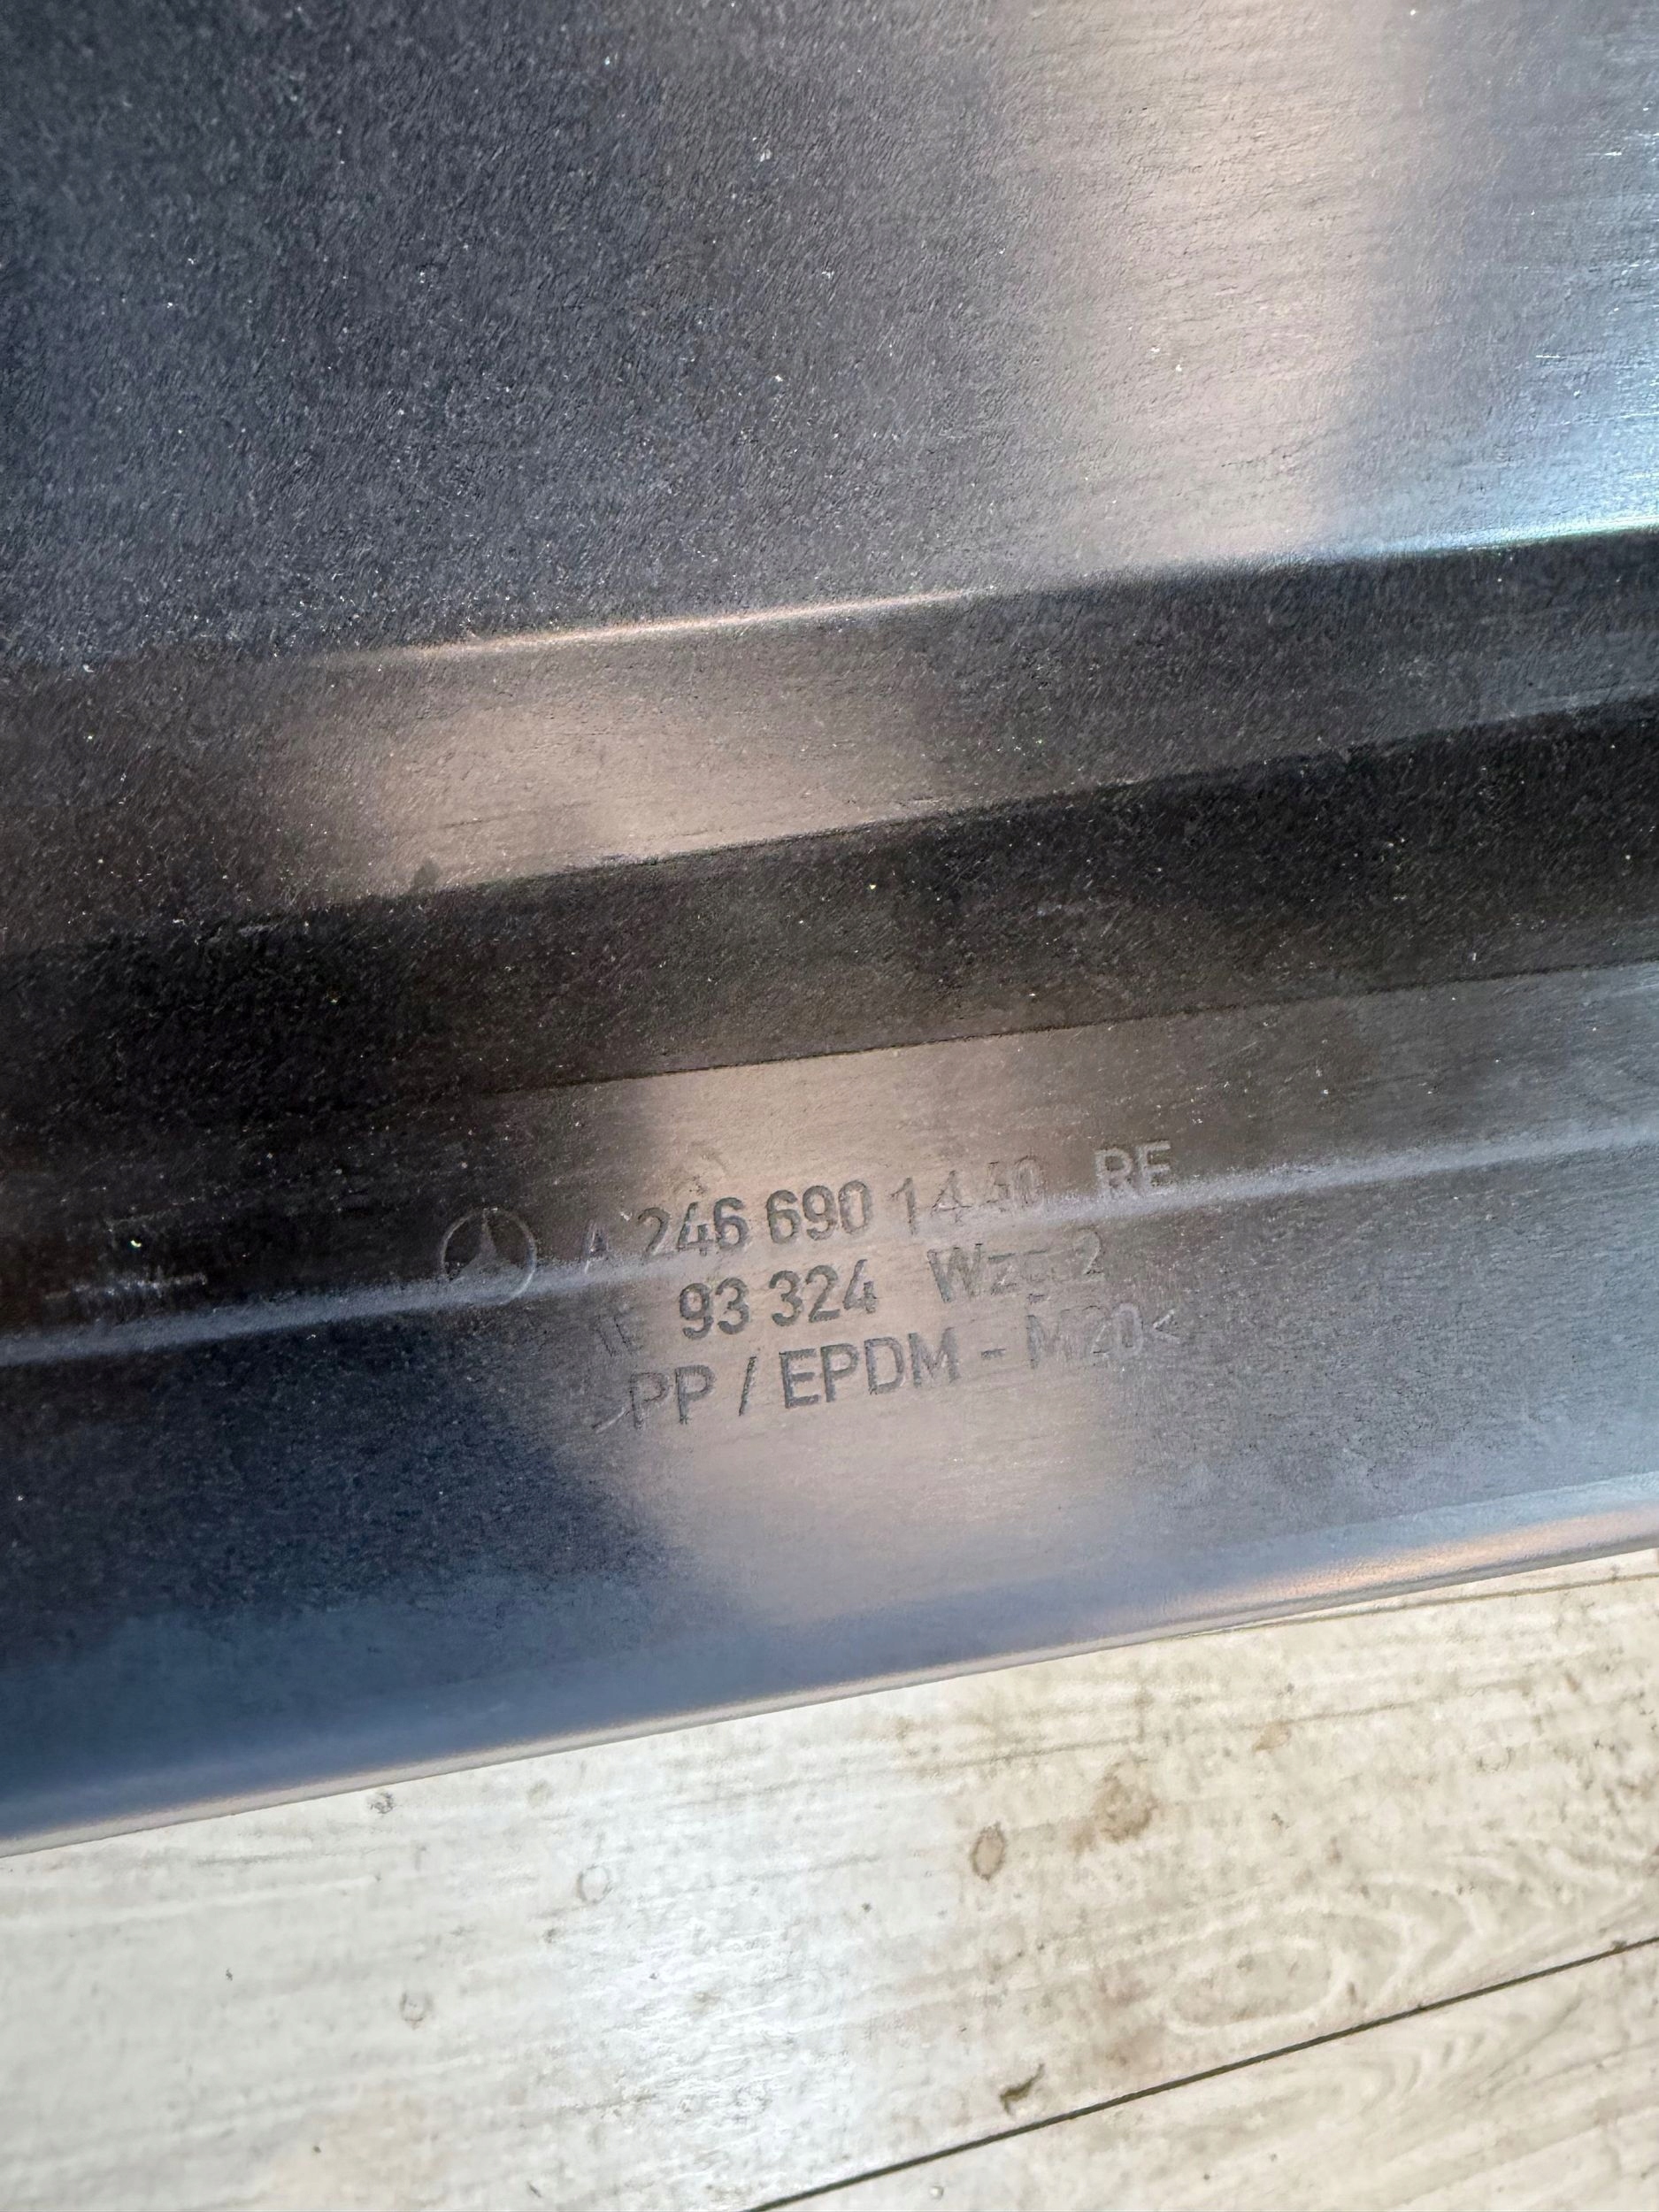 A 246 690 14 40 RE
93 324 Wzg 2
>PP / EPDM - M20<